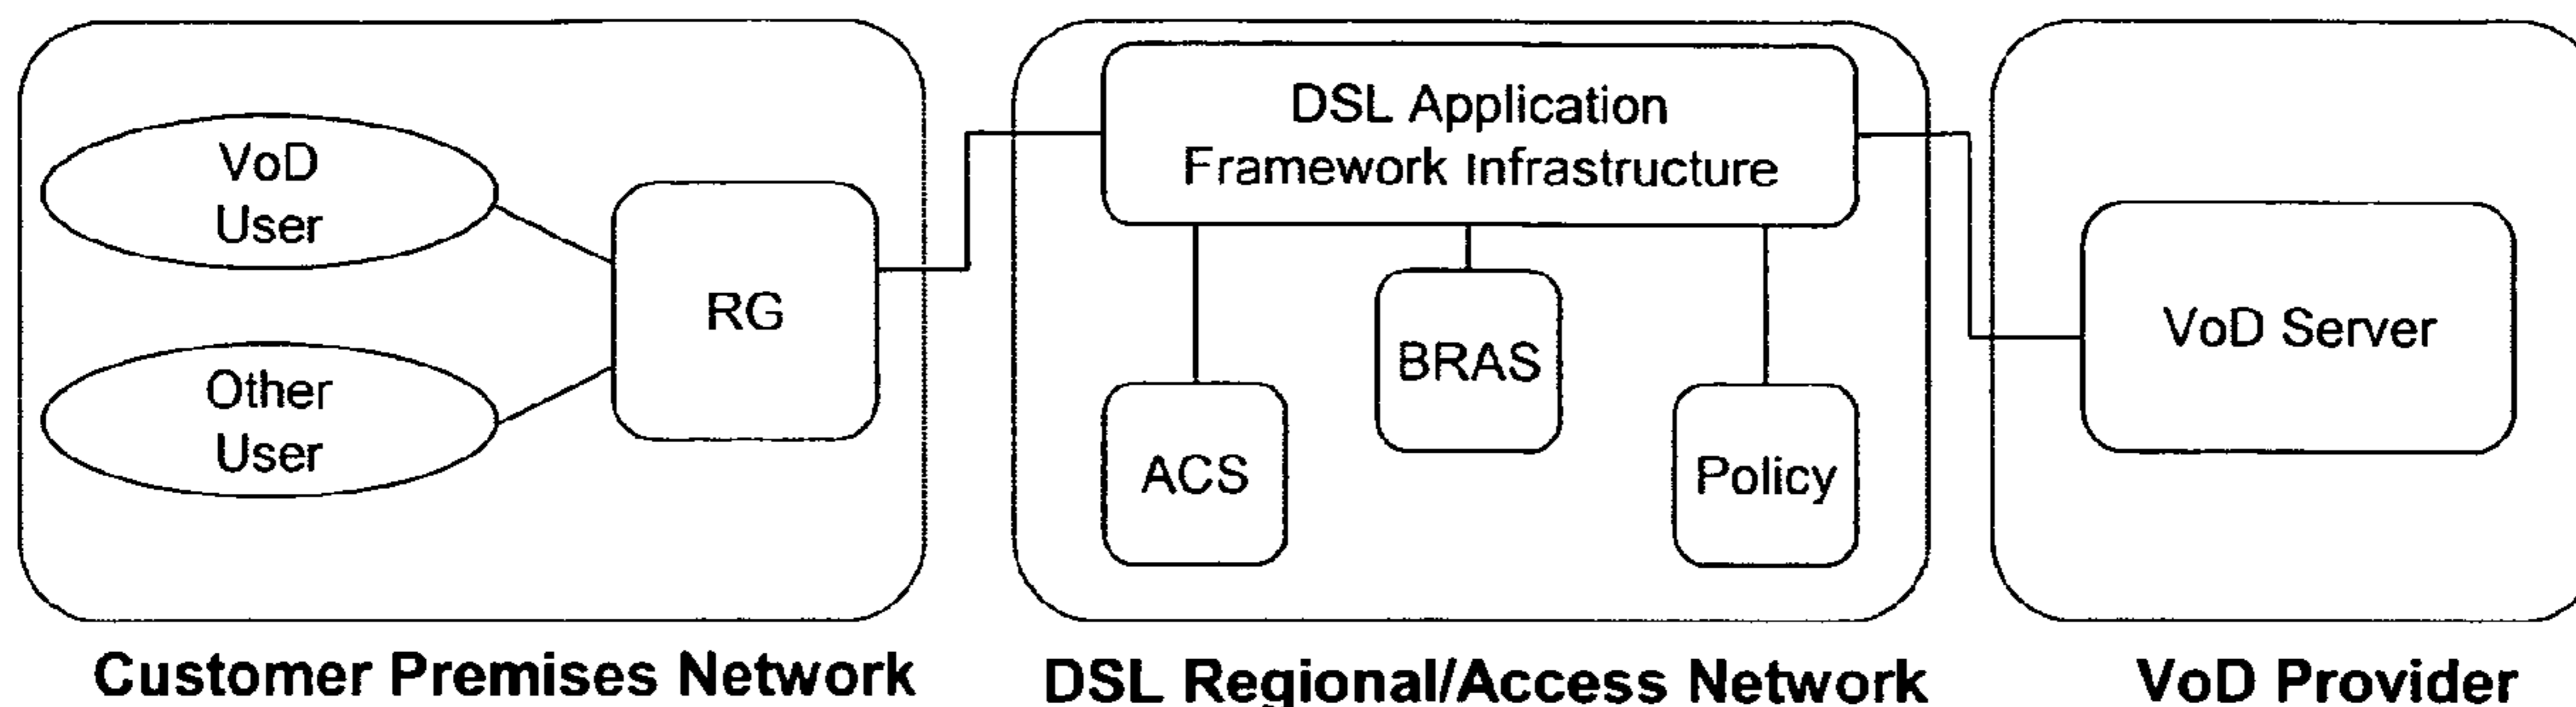 VoD
User
Other
User
RG
DSL Application
Framework Infrastructure
ACS
BRAS
Policy
VoD Server
Customer Premises Network
DSL Regional/Access Network
VoD Provider